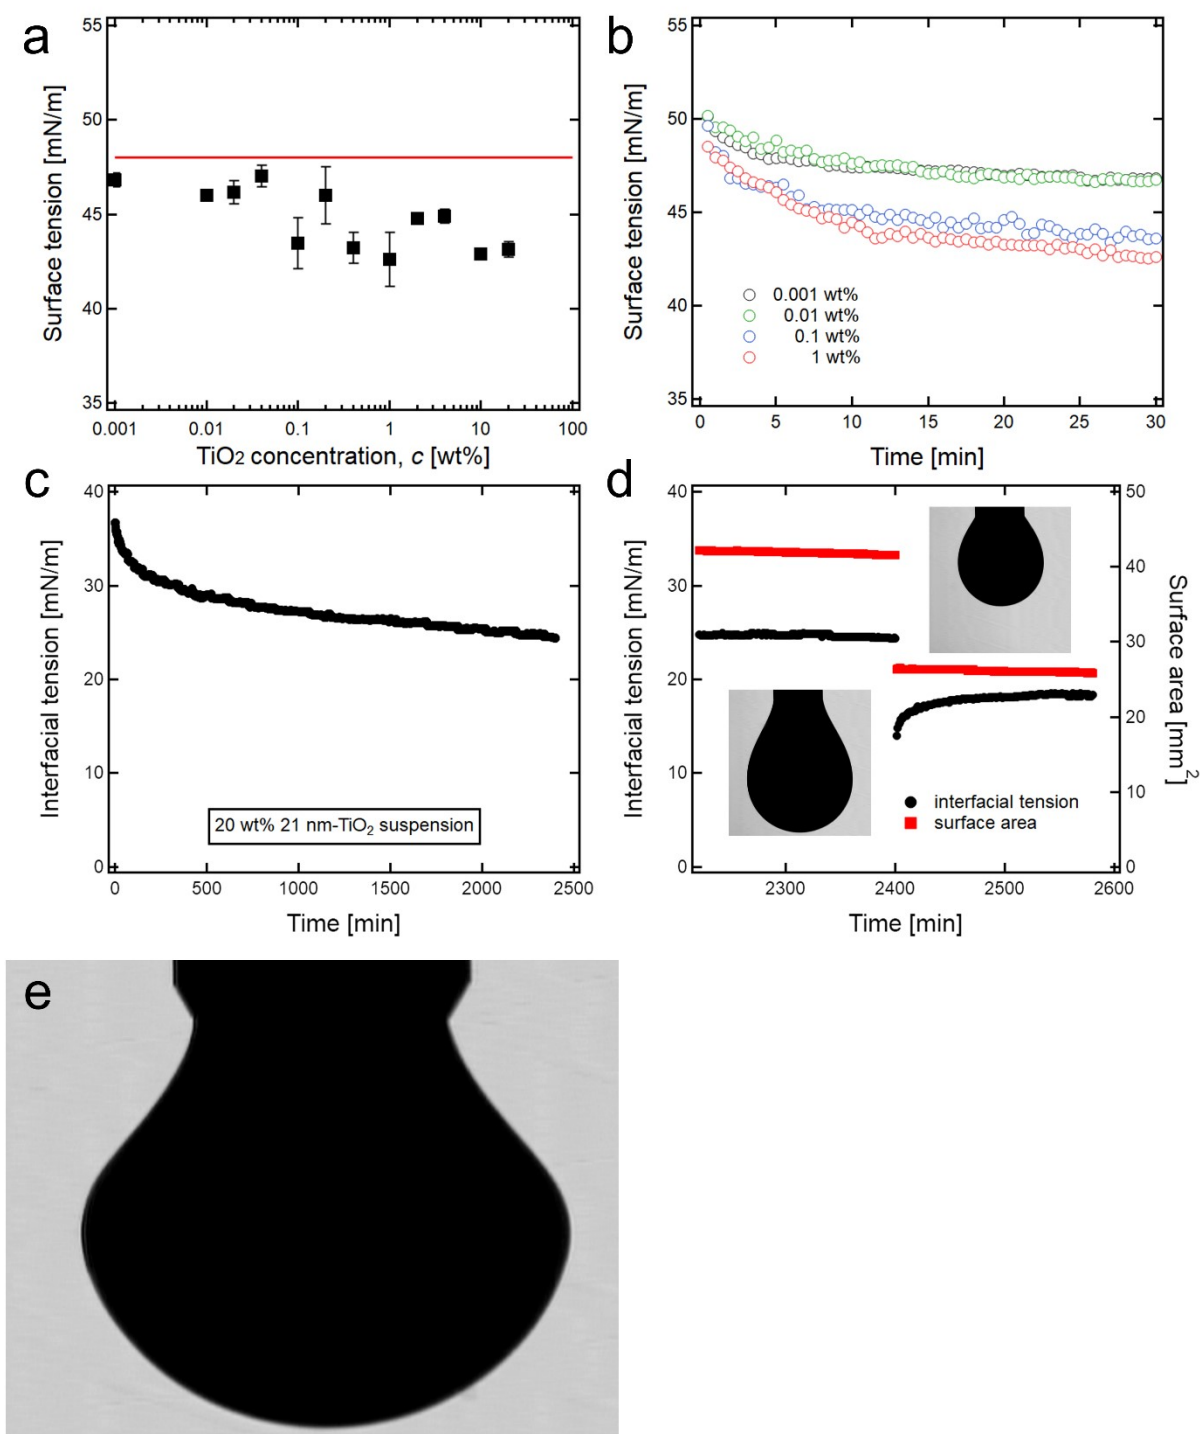 a
55
50
45
40
35
Surface tension [mN/m]
0.001 0.01 0.1 1 10 100
TiO2 concentration, c [wt%]
b
55
50
45
40
35
Surface tension [mN/m]
0.001 wt%
0.01 wt%
0.1 wt%
1 wt%
0 5 10 15 20 25 30
Time [min]
c
40
30
20
10
0
Interfacial tension [mN/m]
20 wt% 21 nm-TiO2 suspension
0 500 1000 1500 2000 2500
Time [min]
d
40
30
20
10
0
Interfacial tension [mN/m]
50
40
30
20
10
0
Surface area [mm2]
interfacial tension
surface area
2300 2400 2500 2600
Time [min]
e